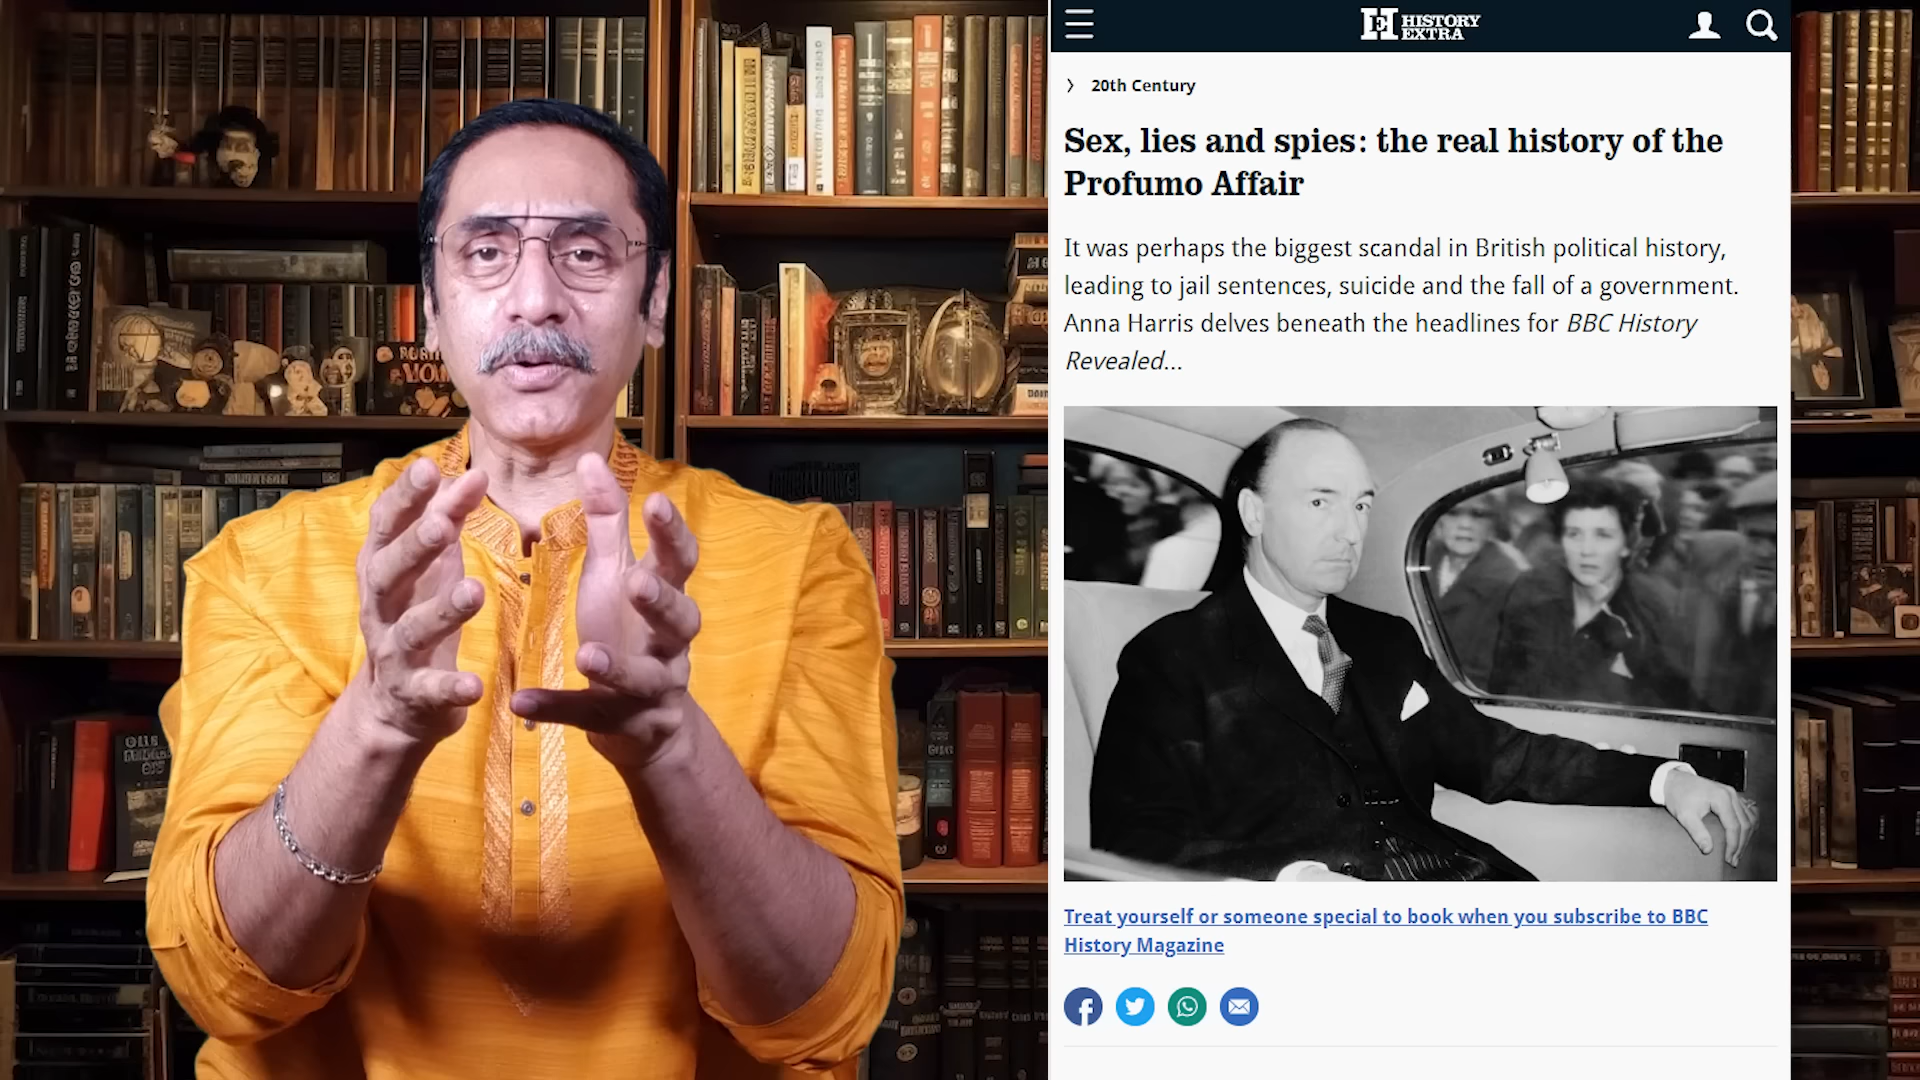 HISTORY
EXTRA
20th Century
Sex, lies and spies: the real history of the
Profumo Affair
It was perhaps the biggest scandal in British political history,
leading to jail sentences, suicide and the fall of a government.
Anna Harris delves beneath the headlines for BBC History
Revealed...
Treat yourself or someone special to book when you subscribe to BBC
History Magazine